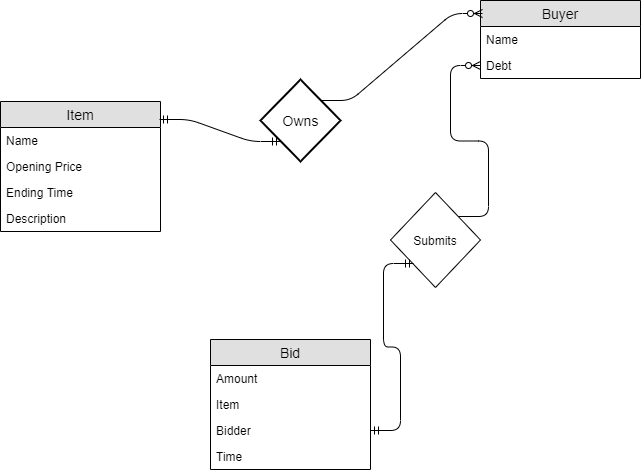 Buyer
Name
Debt
Item
Name
Opening Price
Ending Time
Description
Owns
Submits
Bid
Amount
Item
Bidder
Time